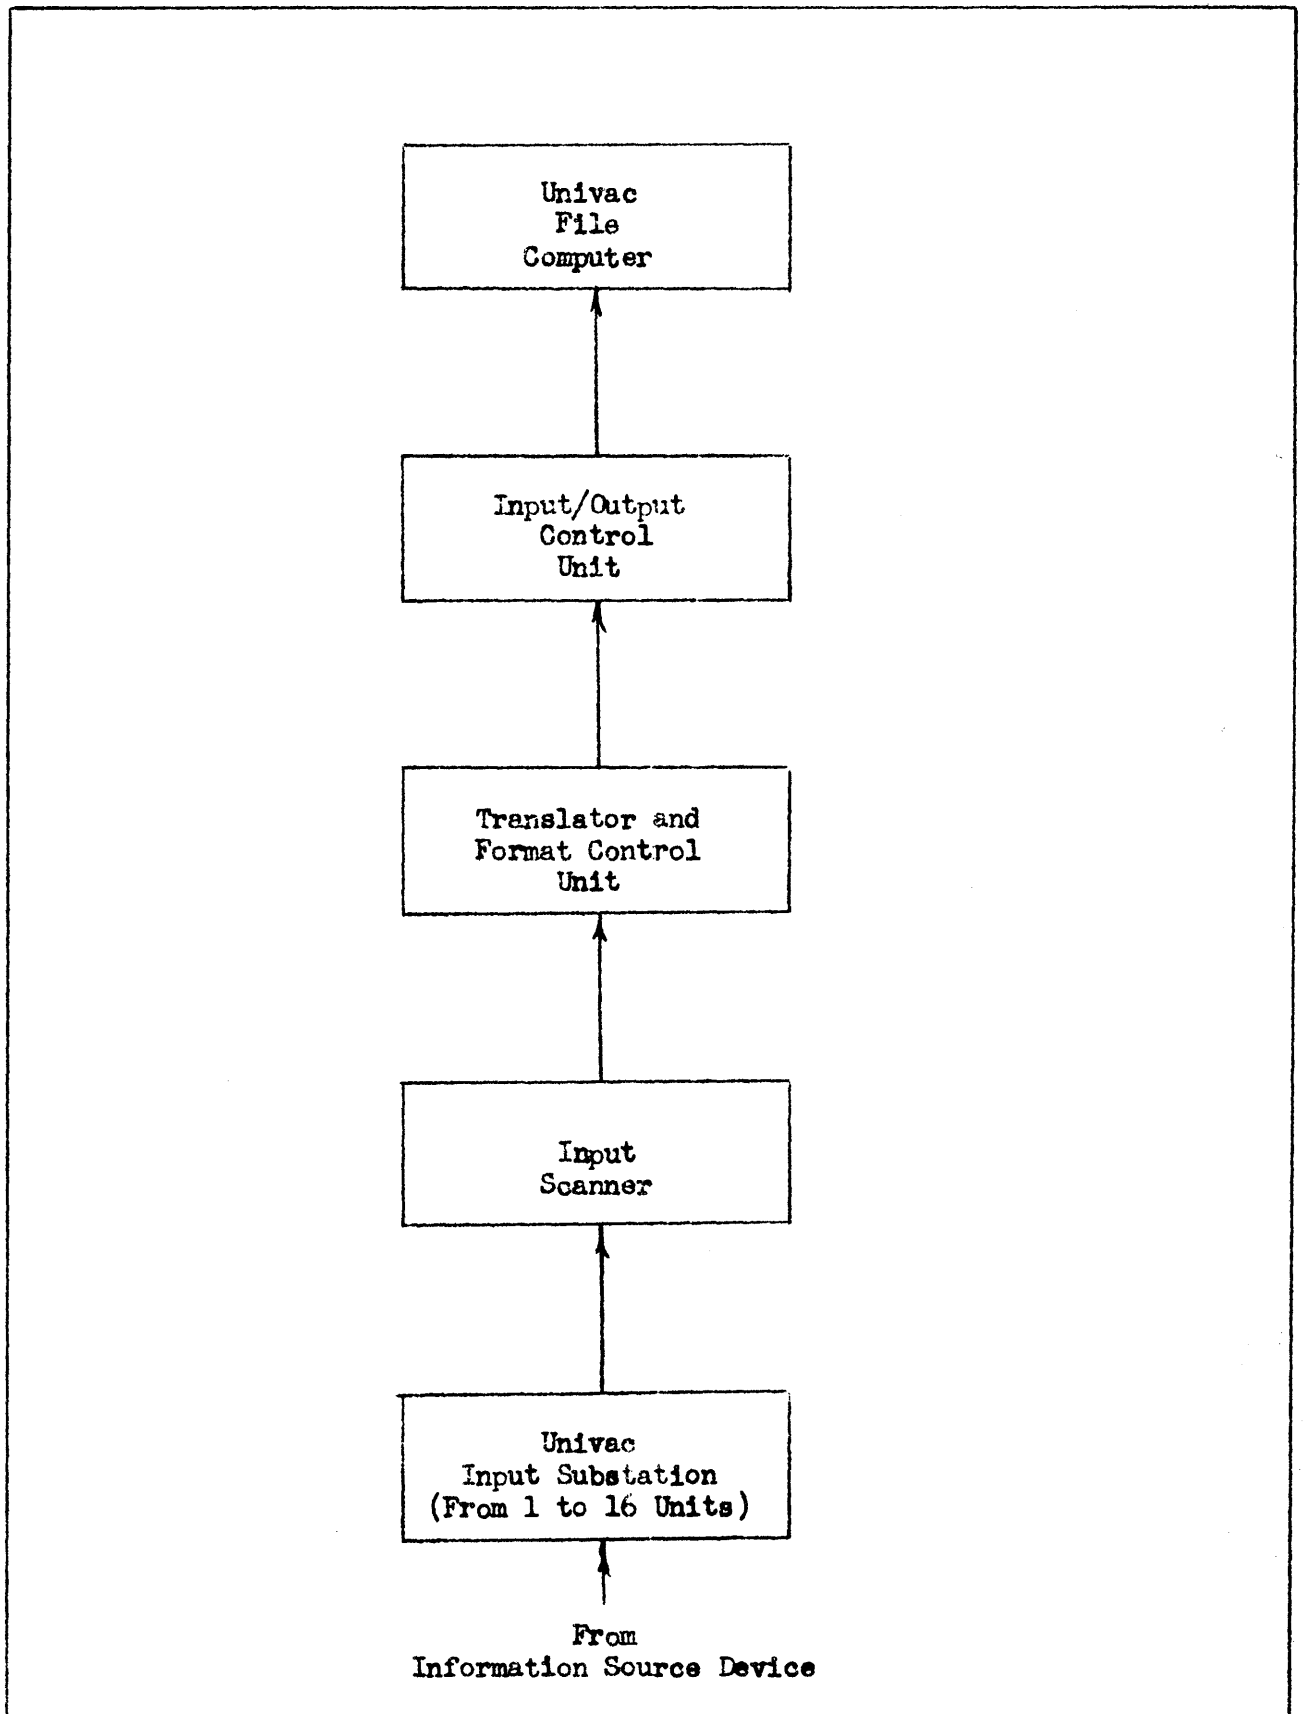 Univac
File
Computer
Input/Output
Control
Unit
Translator and
Format Control
Unit
Input
Scanner
Univac
Input Substation
(From 1 to 16 Units)
From
Information Source Device